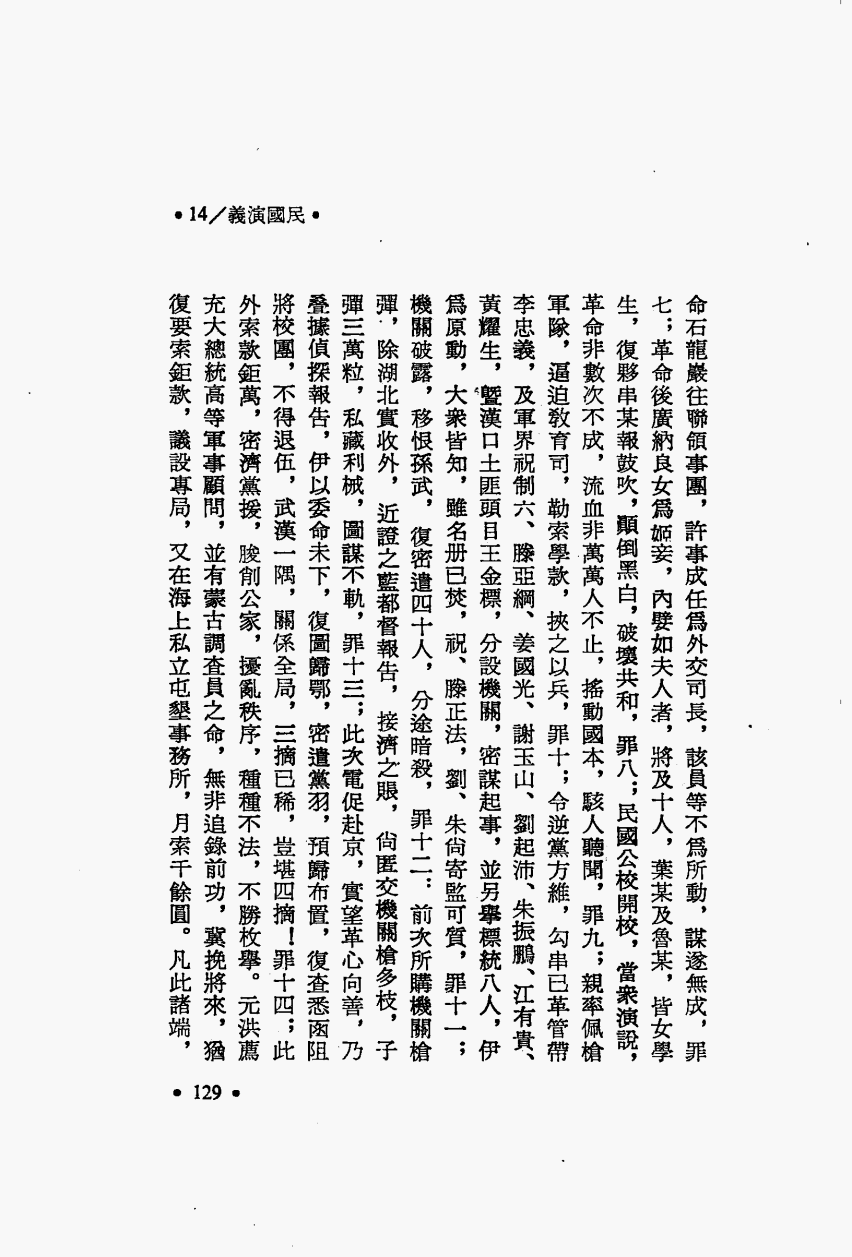 •14／義演國民•
命石龍巖往聯領事團，許事成任爲外交司長，該員等不爲所動，謀遂無成，罪
七；革命後廣納良女爲姬妾，內嬖如夫人者，將及十人，葉某及魯某，皆女學
生，復夥串某報鼓吹，顚倒黑白，破壞共和，罪八；民國公校開校，當衆演說，
革命非數次不成，流血非萬萬人不止，搖動國本，駭人聽聞，罪九；親率佩槍
軍隊，逼迫敎育司，勒索學款，挾之以兵，罪十；令逆黨方維，勾串已革管帶
李忠義，及軍界祝制六、滕亞綱、姜國光、謝玉山、劉起沛、朱振鵬、江有貴、
黃耀生，曁漢口土匪頭目王金標，分設機關，密謀起事，並另舉標統八人，伊
爲原動，大衆皆知，雖名册已焚，祝、滕正法，劉、朱尙寄監可質，罪十一；
機關破露，移恨孫武，復密遣四十人，分途暗殺，罪十二：前次所購機關槍
彈，除湖北實收外，近證之藍都督報告，接濟之賬，尙匿交機關槍多枝，子
彈三萬粒，私藏利械，圖謀不軌，罪十三；此次電促赴京，實望革心向善，乃
疊據偵探報告，伊以委命未下，復圖歸鄂，密遣黨羽，預歸布置，復查悉函阻
將校團，不得退伍，武漢一隅，關係全局，三摘已稀，豈堪四摘！罪十四；此
外索款鉅萬，密濟黨援，朘削公家，擾亂秩序，種種不法，不勝枚舉。元洪薦
充大總統高等軍事顧問，並有蒙古調查員之命，無非追錄前功，冀挽將來，猶
復要索鉅款，議設專局，又在海上私立屯墾事務所，月索千餘圓。凡此諸端，
•129•